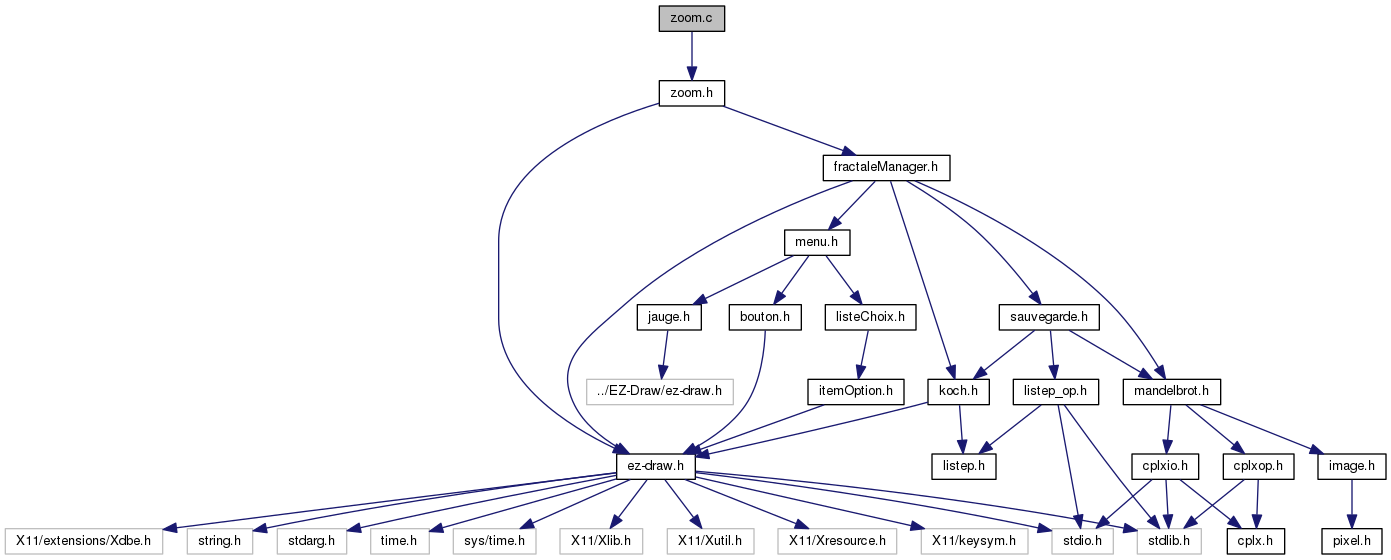 zoom.c
zoom.h
fractaleManager.h
menu.h
jauge.h
bouton.h
listeChoix.h
sauvegarde.h
../EZ-Draw/ez-draw.h
itemOption.h
koch.h
listep_op.h
mandelbrot.h
ez-draw.h
listep.h
cplxio.h
cplxop.h
image.h
X11/extensions/Xdbe.h
string.h
stdarg.h
time.h
sys/time.h
X11/Xlib.h
X11/Xutil.h
X11/Xresource.h
X11/keysym.h
stdio.h
stdlib.h
cplx.h
pixel.h